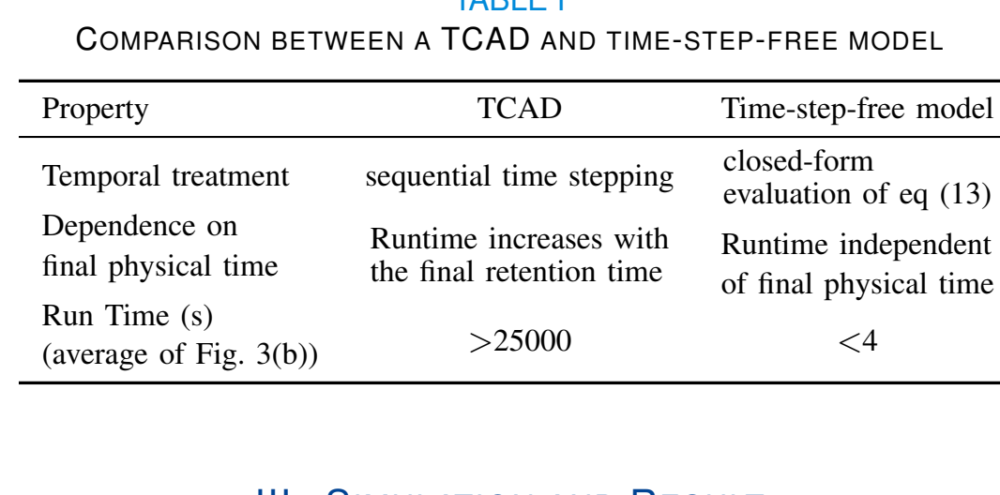 TABLE I
COMPARISON BETWEEN A TCAD AND TIME-STEP-FREE MODEL
Property TCAD Time-step-free model
Temporal treatment sequential time stepping closed-form evaluation of eq (13)
Dependence on final physical time Runtime increases with the final retention time Runtime independent of final physical time
Run Time (s) (average of Fig. 3(b)) >25000 <4
III. SIMULATION AND RESULT